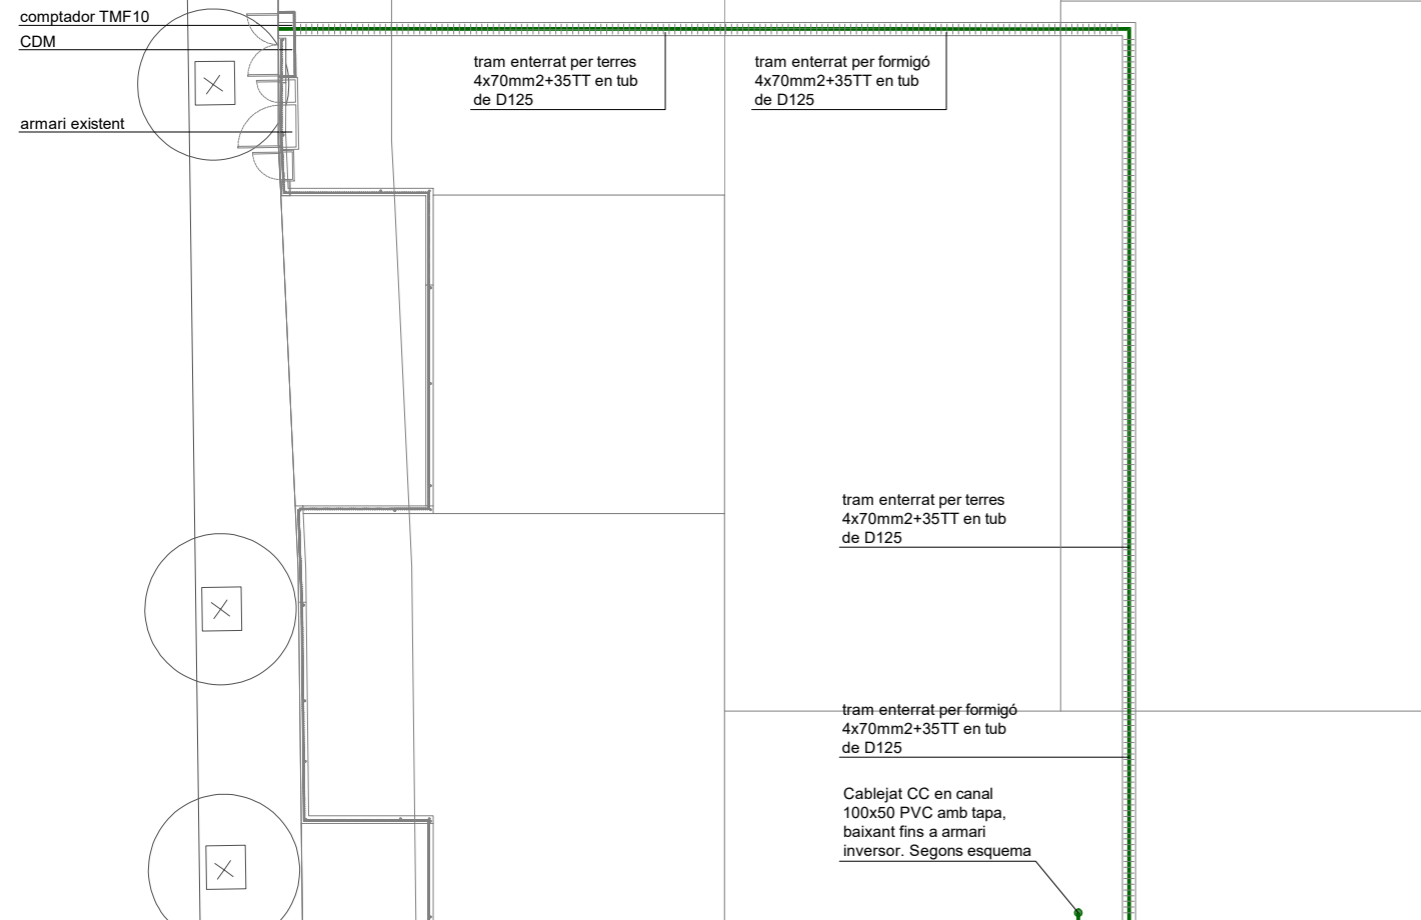 comptador TMF10
CDM
armari existent
tram enterrat per terres
4x70mm2+35TT en tub
de D125
tram enterrat per formigó
4x70mm2+35TT en tub
de D125
tram enterrat per terres
4x70mm2+35TT en tub
de D125
tram enterrat per formigó
4x70mm2+35TT en tub
de D125
Cablejat CC en canal
100x50 PVC amb tapa,
baixant fins a armari
inversor. Segons esquema